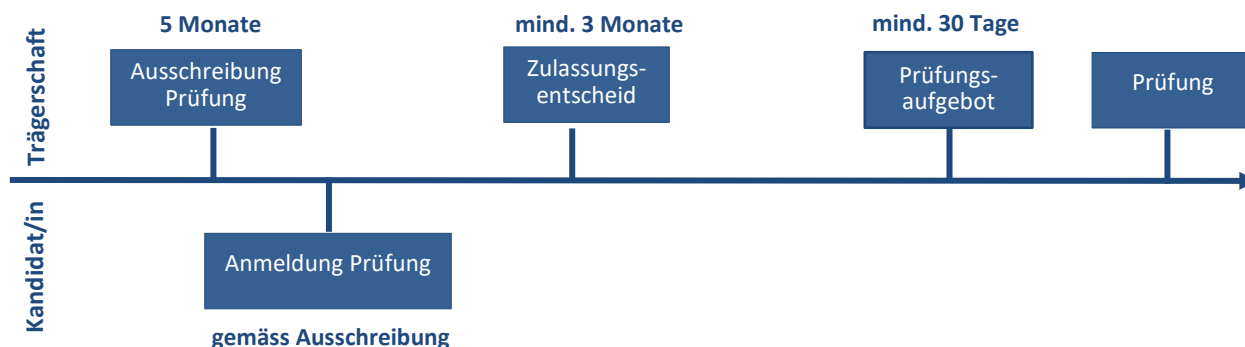 Trägerschaft
5 Monate
Ausschreibung
Prüfung
mind. 3 Monate
Zulassungs-
entscheid
mind. 30 Tage
Prüfungs-
aufgebot
Prüfung
Kandidat/in
Anmeldung Prüfung
gemäss Ausschreibung